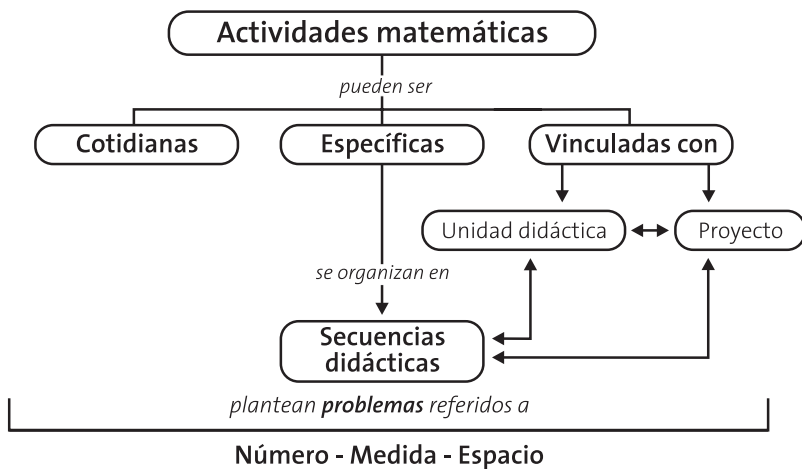 Actividades matemáticas
pueden ser
Cotidianas
Específicas
Vinculadas con
Unidad didáctica
Proyecto
se organizan en
Secuencias
didácticas
plantean problemas referidos a
Número - Medida - Espacio